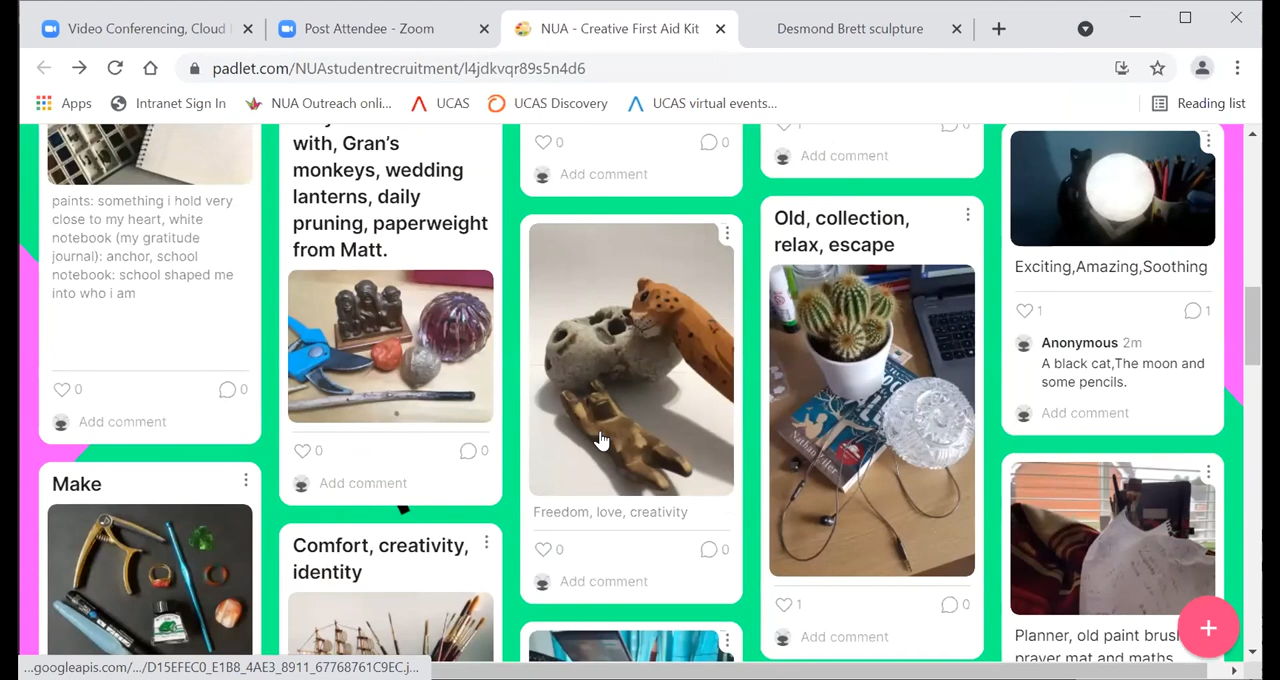 Video Conferencing, Cloud
Post Attendee - Zoom
NUA - Creative First Aid Kit
Desmond Brett sculpture
padlet.com/NUAstudentrecruitment/l4jdkvqr89s5n4d6
Apps
Intranet Sign In
NUA Outreach onli...
UCAS
UCAS Discovery
UCAS virtual events...
Reading list
paints: something i hold very
close to my heart, white
notebook (my gratitude
journal): anchor, school
notebook: school shaped me
into who i am
0
0
Add comment
Make
with, Gran's
monkeys, wedding
lanterns, daily
pruning, paperweight
from Matt.
0
0
Add comment
Comfort, creativity,
identity
0
0
Add comment
Freedom, love, creativity
0
0
Add comment
Add comment
Old, collection,
relax, escape
Nathan Filer
1
0
Add comment
Exciting,Amazing,Soothing
1
1
Anonymous 2m
A black cat,The moon and
some pencils.
Add comment
Planner, old paint brus
prayer mat and maths
+
...googleapis.com/.../D15EFEC0_E1B8_4AE3_8911_67768761C9EC.j...